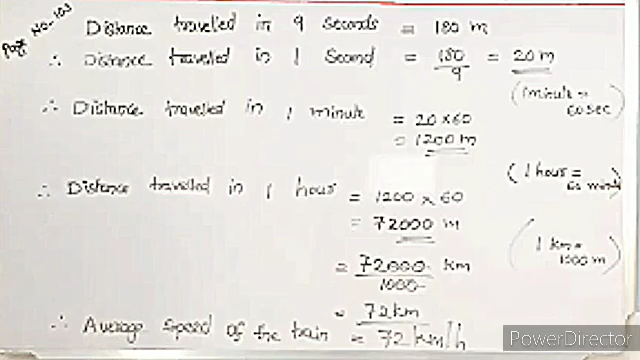 Page No-103
Distance travelled in 9 seconds = 180 m
∴ Distance travelled in 1 Second = 180/9 = 20 m
(1 minute = 60 sec)
∴ Distance travelled in 1 minute = 20 × 60
= 1200 m
(1 hour = 60 minutes)
∴ Distance travelled in 1 hour = 1200 × 60
= 72000 m
(1 km = 1000 m)
= 72000/1000 km
= 72 km
∴ Average speed of the train = 72 km/h
PowerDirector